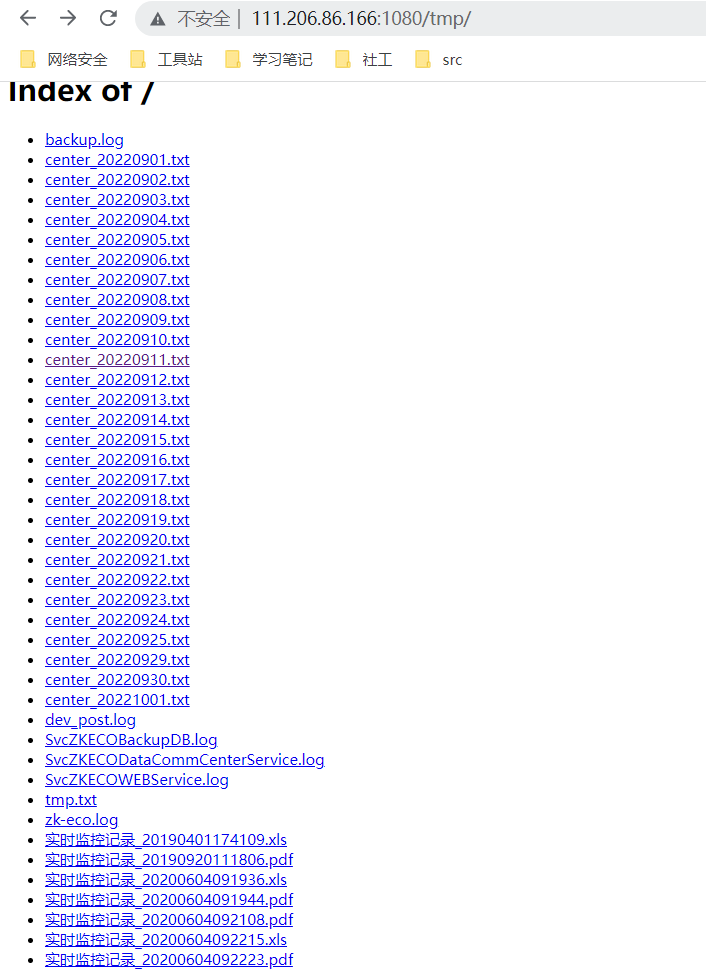 不安全 | 111.206.86.166:1080/tmp/
网络安全 工具站 学习笔记 社工 src
Index of /
backup.log
center_20220901.txt
center_20220902.txt
center_20220903.txt
center_20220904.txt
center_20220905.txt
center_20220906.txt
center_20220907.txt
center_20220908.txt
center_20220909.txt
center_20220910.txt
center_20220911.txt
center_20220912.txt
center_20220913.txt
center_20220914.txt
center_20220915.txt
center_20220916.txt
center_20220917.txt
center_20220918.txt
center_20220919.txt
center_20220920.txt
center_20220921.txt
center_20220922.txt
center_20220923.txt
center_20220924.txt
center_20220925.txt
center_20220929.txt
center_20220930.txt
center_20221001.txt
dev_post.log
SvcZKECOBackupDB.log
SvcZKECODataCommCenterService.log
SvcZKECOWEBService.log
tmp.txt
zk-eco.log
实时监控记录_20190401174109.xls
实时监控记录_20190920111806.pdf
实时监控记录_20200604091936.xls
实时监控记录_20200604091944.pdf
实时监控记录_20200604092108.pdf
实时监控记录_20200604092215.xls
实时监控记录_20200604092223.pdf